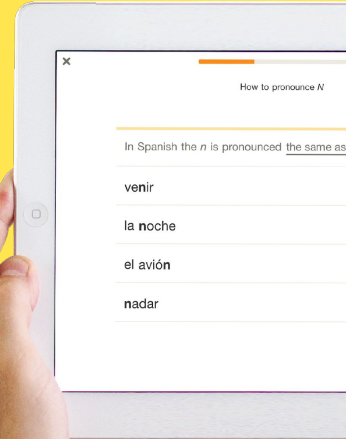 ×
How to pronounce N
In Spanish the n is pronounced the same as
venir
la noche
el avión
nadar